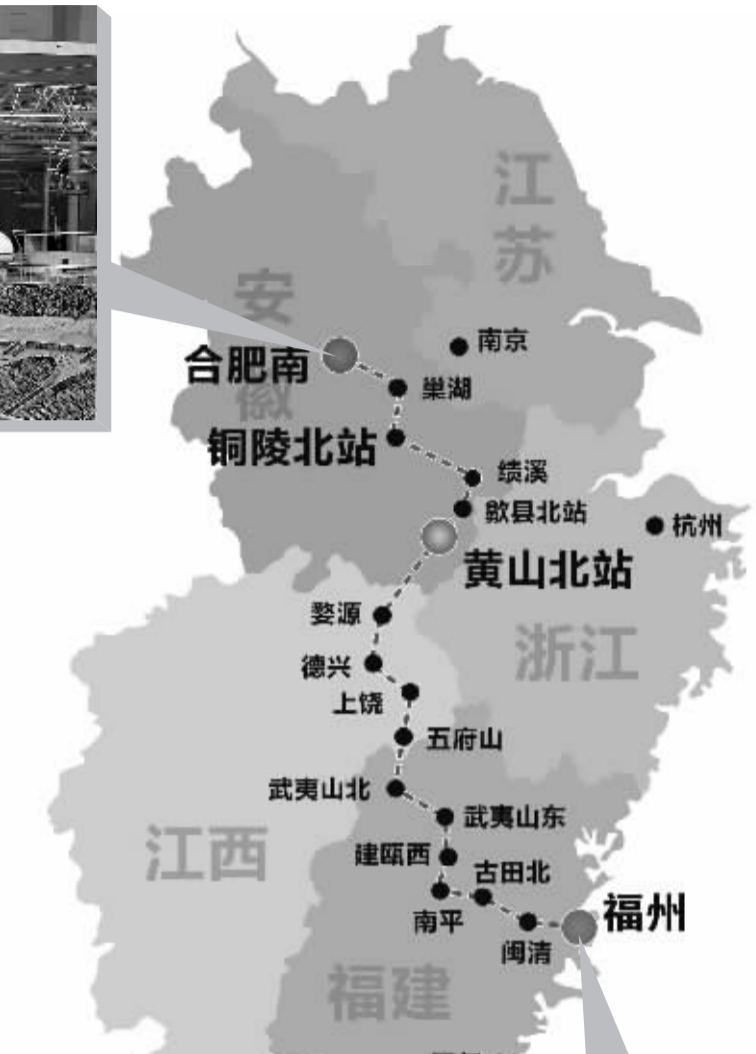 江苏
安徽
南京
合肥南
巢湖
铜陵北站
绩溪
歙县北站
杭州
黄山北站
婺源
浙江
德兴
上饶
五府山
武夷山北
武夷山东
江西
建瓯西
古田北
南平
福州
闽清
福建